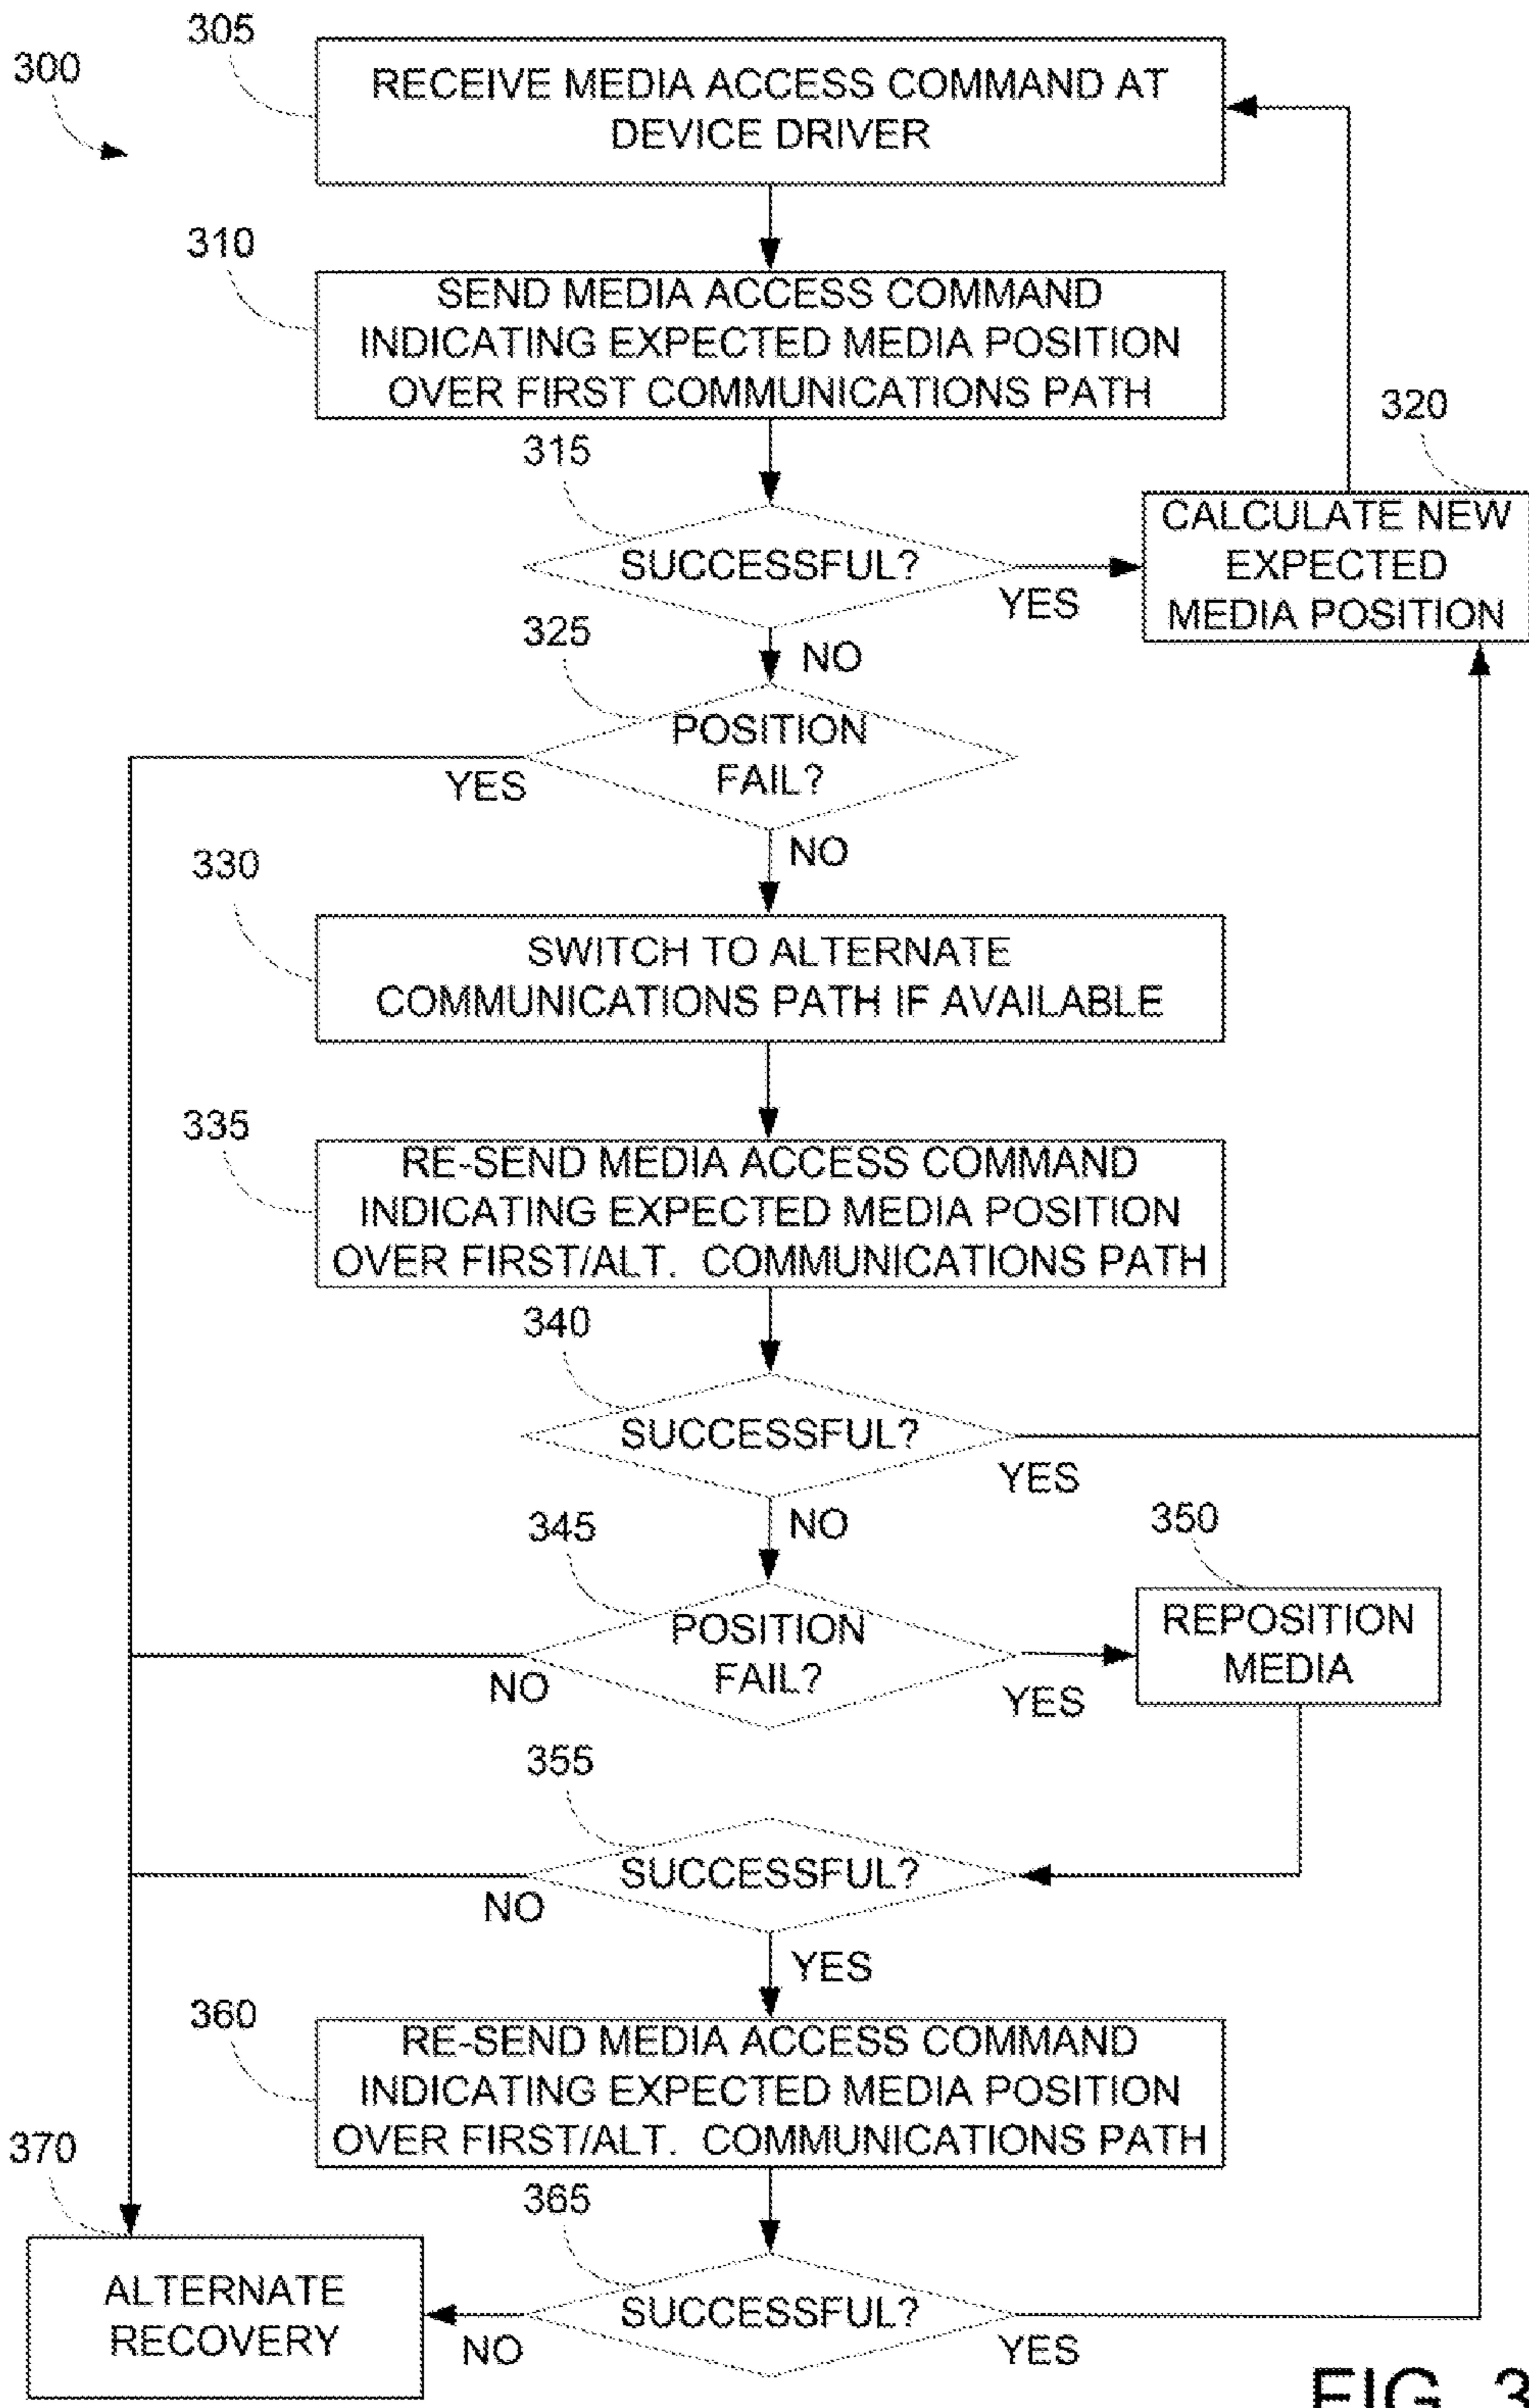 300
305
RECEIVE MEDIA ACCESS COMMAND AT
DEVICE DRIVER
310
SEND MEDIA ACCESS COMMAND
INDICATING EXPECTED MEDIA POSITION
OVER FIRST COMMUNICATIONS PATH
315
SUCCESSFUL?
YES
NO
320
CALCULATE NEW
EXPECTED
MEDIA POSITION
325
POSITION
FAIL?
YES
NO
330
SWITCH TO ALTERNATE
COMMUNICATIONS PATH IF AVAILABLE
335
RE-SEND MEDIA ACCESS COMMAND
INDICATING EXPECTED MEDIA POSITION
OVER FIRST/ALT. COMMUNICATIONS PATH
340
SUCCESSFUL?
YES
NO
345
POSITION
FAIL?
NO
YES
350
REPOSITION
MEDIA
355
SUCCESSFUL?
NO
YES
360
RE-SEND MEDIA ACCESS COMMAND
INDICATING EXPECTED MEDIA POSITION
OVER FIRST/ALT. COMMUNICATIONS PATH
365
SUCCESSFUL?
NO
YES
370
ALTERNATE
RECOVERY
FIG. 3